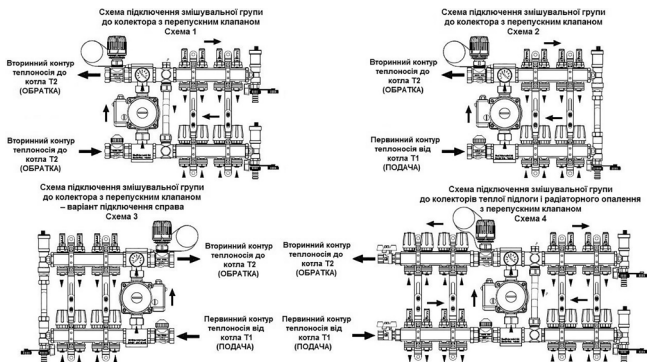 Схема підключення змішувальної групи
до колектора з перепускним клапаном
Схема 1
Вторинний контур
теплоносія до
котла Т2
(ОБРАТКА)
Вторинний контур
теплоносія до
котла Т2
(ОБРАТКА)
Схема підключення змішувальної групи
до колектора з перепускним клапаном
Схема 2
Вторинний контур
теплоносія до
котла Т2
(ОБРАТКА)
Первинний контур
теплоносія від
котла Т1
(ПОДАЧА)
Схема підключення змішувальної групи
до колектора з перепускним клапаном
– варіант підключення справа
Схема 3
Вторинний контур
теплоносія до
котла Т2
(ОБРАТКА)
Первинний контур
теплоносія від
котла Т1
(ПОДАЧА)
Схема підключення змішувальної групи
до колекторів теплої підлоги і радіаторного опалення
з перепускним клапаном
Схема 4
Вторинний контур
теплоносія до
котла Т2
(ОБРАТКА)
Первинний контур
теплоносія від
котла Т1
(ПОДАЧА)